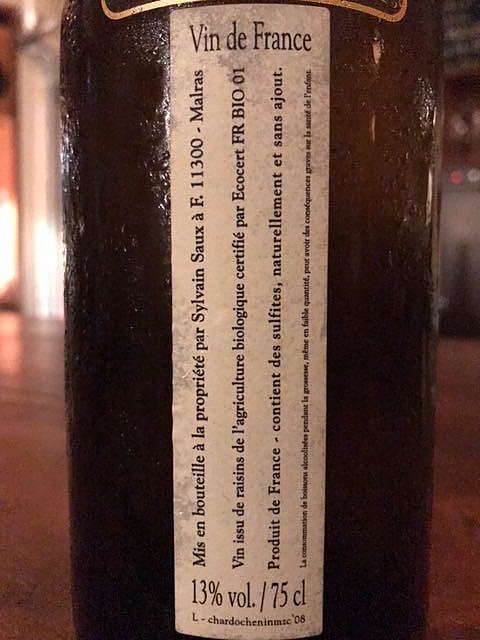 Vin de France
Mis en bouteille à la propriété par Sylvain Saux à F. 11300 - Malras
Vin issu de raisins de l'agriculture biologique certifié par Ecocert FR BIO 01
Produit de France - contient des sulfites, naturellement et sans ajout.
La consommation de boissons alcoolisées pendant la grossesse, même en faible quantité, peut avoir des conséquences graves sur la santé de l'enfant.
13% vol. / 75 cl
L - chardocheninmzc '08